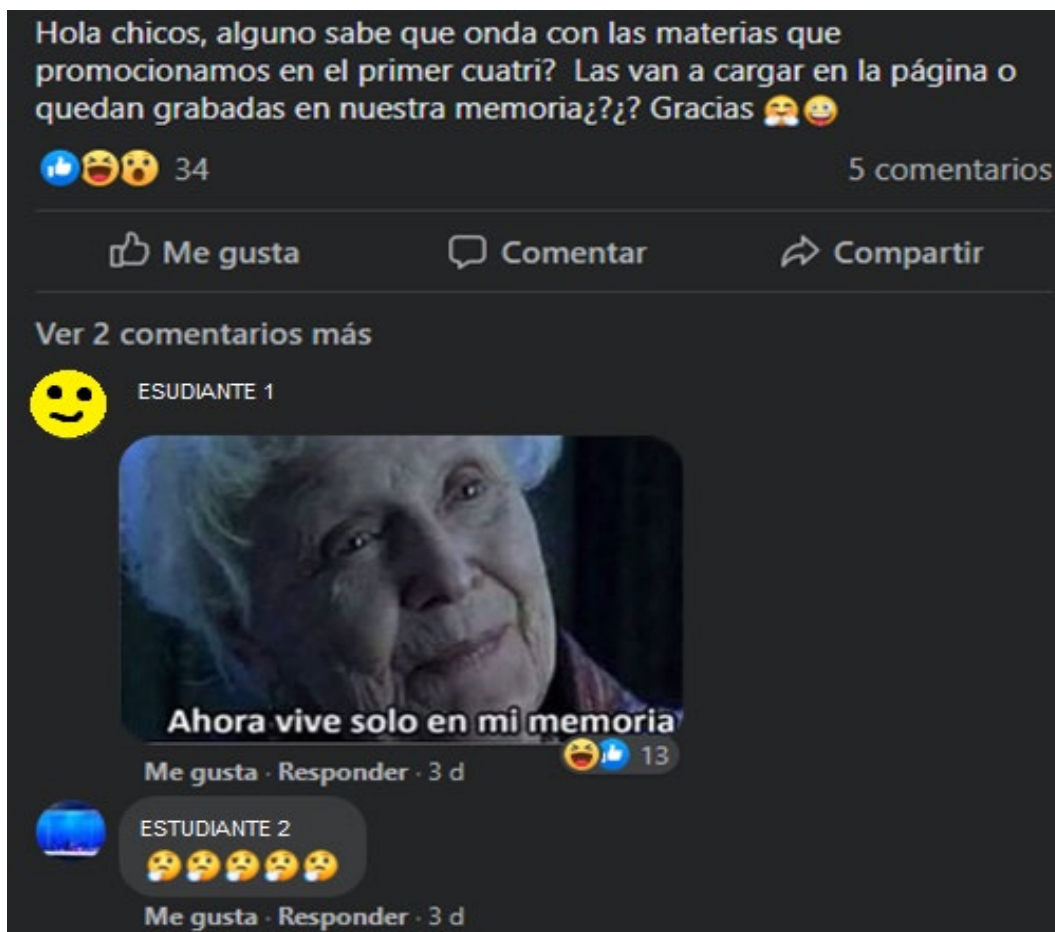 Hola chicos, alguno sabe que onda con las materias que
promocionamos en el primer cuatri? Las van a cargar en la página o
quedan grabadas en nuestra memoria¿?¿? Gracias 🤗😀
34
5 comentarios
Me gusta
Comentar
Compartir
Ver 2 comentarios más
ESUDIANTE 1
Ahora vive solo en mi memoria
13
Me gusta · Responder · 3 d
ESTUDIANTE 2
🤔🤔🤔🤔🤔
Me gusta · Responder · 3 d